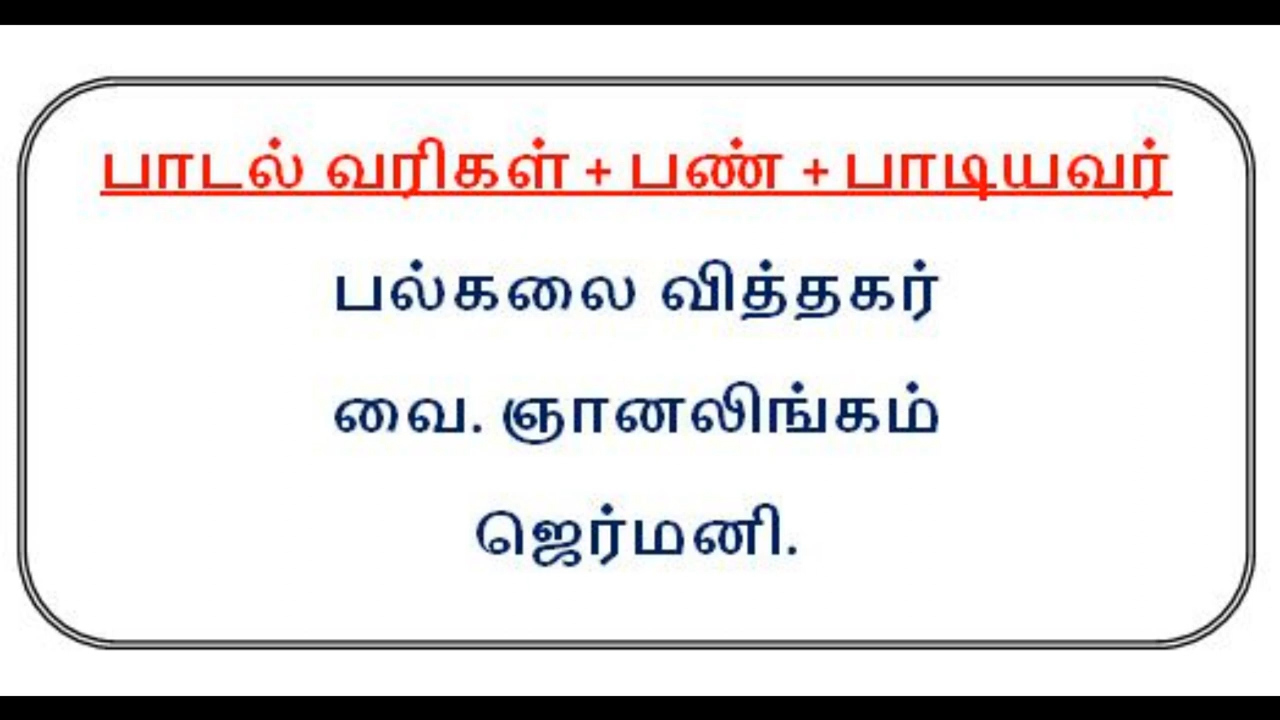 பாடல் வரிகள் + பண் + பாடியவர்
பல்கலை வித்தகர்
வை. ஞானலிங்கம்
ஜெர்மனி.